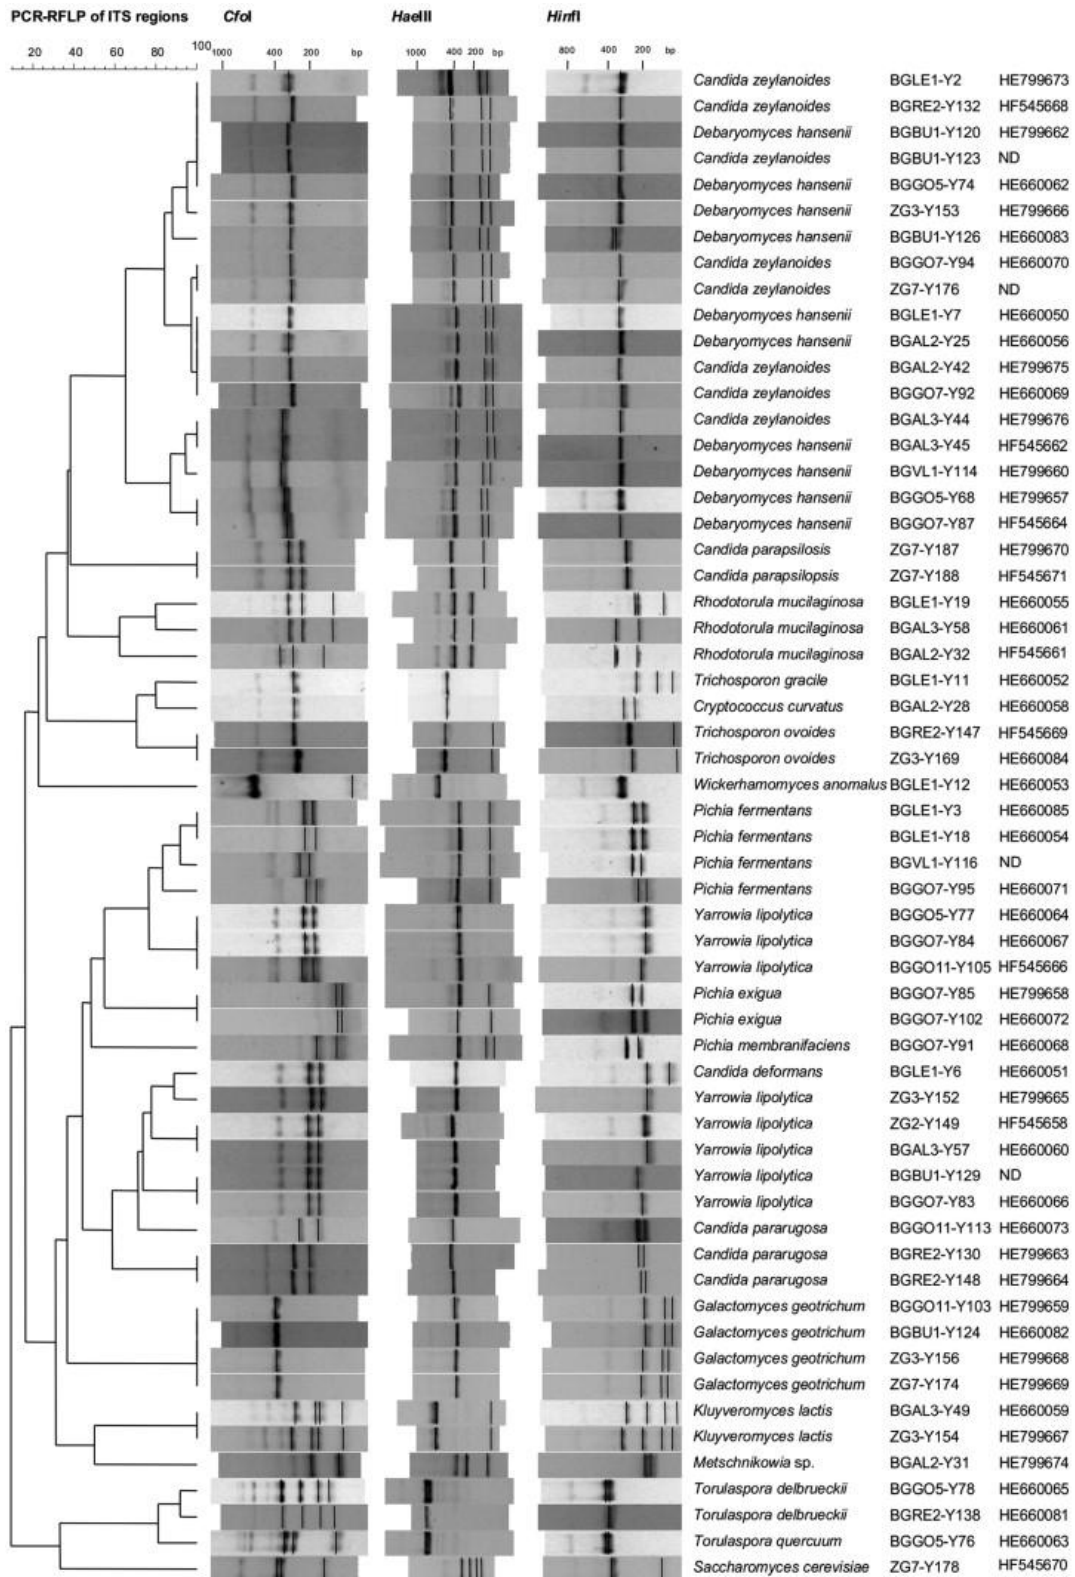 PCR-RFLP of ITS regions CfoI HaeIII HinfI
20 40 60 80 100 1000 400 200 bp 1000 400 200 bp 800 400 200 bp
Candida zeylanoides BGLE1-Y2 HE799673
Candida zeylanoides BGRE2-Y132 HF545668
Debaryomyces hansenii BGBU1-Y120 HE799662
Candida zeylanoides BGBU1-Y123 ND
Debaryomyces hansenii BGGO5-Y74 HE660062
Debaryomyces hansenii ZG3-Y153 HE799666
Debaryomyces hansenii BGBU1-Y126 HE660083
Candida zeylanoides BGGO7-Y94 HE660070
Candida zeylanoides ZG7-Y176 ND
Debaryomyces hansenii BGLE1-Y7 HE660050
Debaryomyces hansenii BGAL2-Y25 HE660056
Candida zeylanoides BGAL2-Y42 HE799675
Candida zeylanoides BGGO7-Y92 HE660069
Candida zeylanoides BGAL3-Y44 HE799676
Debaryomyces hansenii BGAL3-Y45 HF545662
Debaryomyces hansenii BGVL1-Y114 HE799660
Debaryomyces hansenii BGGO5-Y68 HE799657
Debaryomyces hansenii BGGO7-Y87 HF545664
Candida parapsilosis ZG7-Y187 HE799670
Candida parapsilopsis ZG7-Y188 HF545671
Rhodotorula mucilaginosa BGLE1-Y19 HE660055
Rhodotorula mucilaginosa BGAL3-Y58 HE660061
Rhodotorula mucilaginosa BGAL2-Y32 HF545661
Trichosporon gracile BGLE1-Y11 HE660052
Cryptococcus curvatus BGAL2-Y28 HE660058
Trichosporon ovoides BGRE2-Y147 HF545669
Trichosporon ovoides ZG3-Y169 HE660084
Wickerhamomyces anomalus BGLE1-Y12 HE660053
Pichia fermentans BGLE1-Y3 HE660085
Pichia fermentans BGLE1-Y18 HE660054
Pichia fermentans BGVL1-Y116 ND
Pichia fermentans BGGO7-Y95 HE660071
Yarrowia lipolytica BGGO5-Y77 HE660064
Yarrowia lipolytica BGGO7-Y84 HE660067
Yarrowia lipolytica BGGO11-Y105 HF545666
Pichia exigua BGGO7-Y85 HE799658
Pichia exigua BGGO7-Y102 HE660072
Pichia membranifaciens BGGO7-Y91 HE660068
Candida deformans BGLE1-Y6 HE660051
Yarrowia lipolytica ZG3-Y152 HE799665
Yarrowia lipolytica ZG2-Y149 HF545658
Yarrowia lipolytica BGAL3-Y57 HE660060
Yarrowia lipolytica BGBU1-Y129 ND
Yarrowia lipolytica BGGO7-Y83 HE660066
Candida pararugosa BGGO11-Y113 HE660073
Candida pararugosa BGRE2-Y130 HE799663
Candida pararugosa BGRE2-Y148 HE799664
Galactomyces geotrichum BGGO11-Y103 HE799659
Galactomyces geotrichum BGBU1-Y124 HE660082
Galactomyces geotrichum ZG3-Y156 HE799668
Galactomyces geotrichum ZG7-Y174 HE799669
Kluyveromyces lactis BGAL3-Y49 HE660059
Kluyveromyces lactis ZG3-Y154 HE799667
Metschnikowia sp. BGAL2-Y31 HE799674
Torulaspora delbrueckii BGGO5-Y78 HE660065
Torulaspora delbrueckii BGRE2-Y138 HE660081
Torulaspora quercuum BGGO5-Y76 HE660063
Saccharomyces cerevisiae ZG7-Y178 HF545670